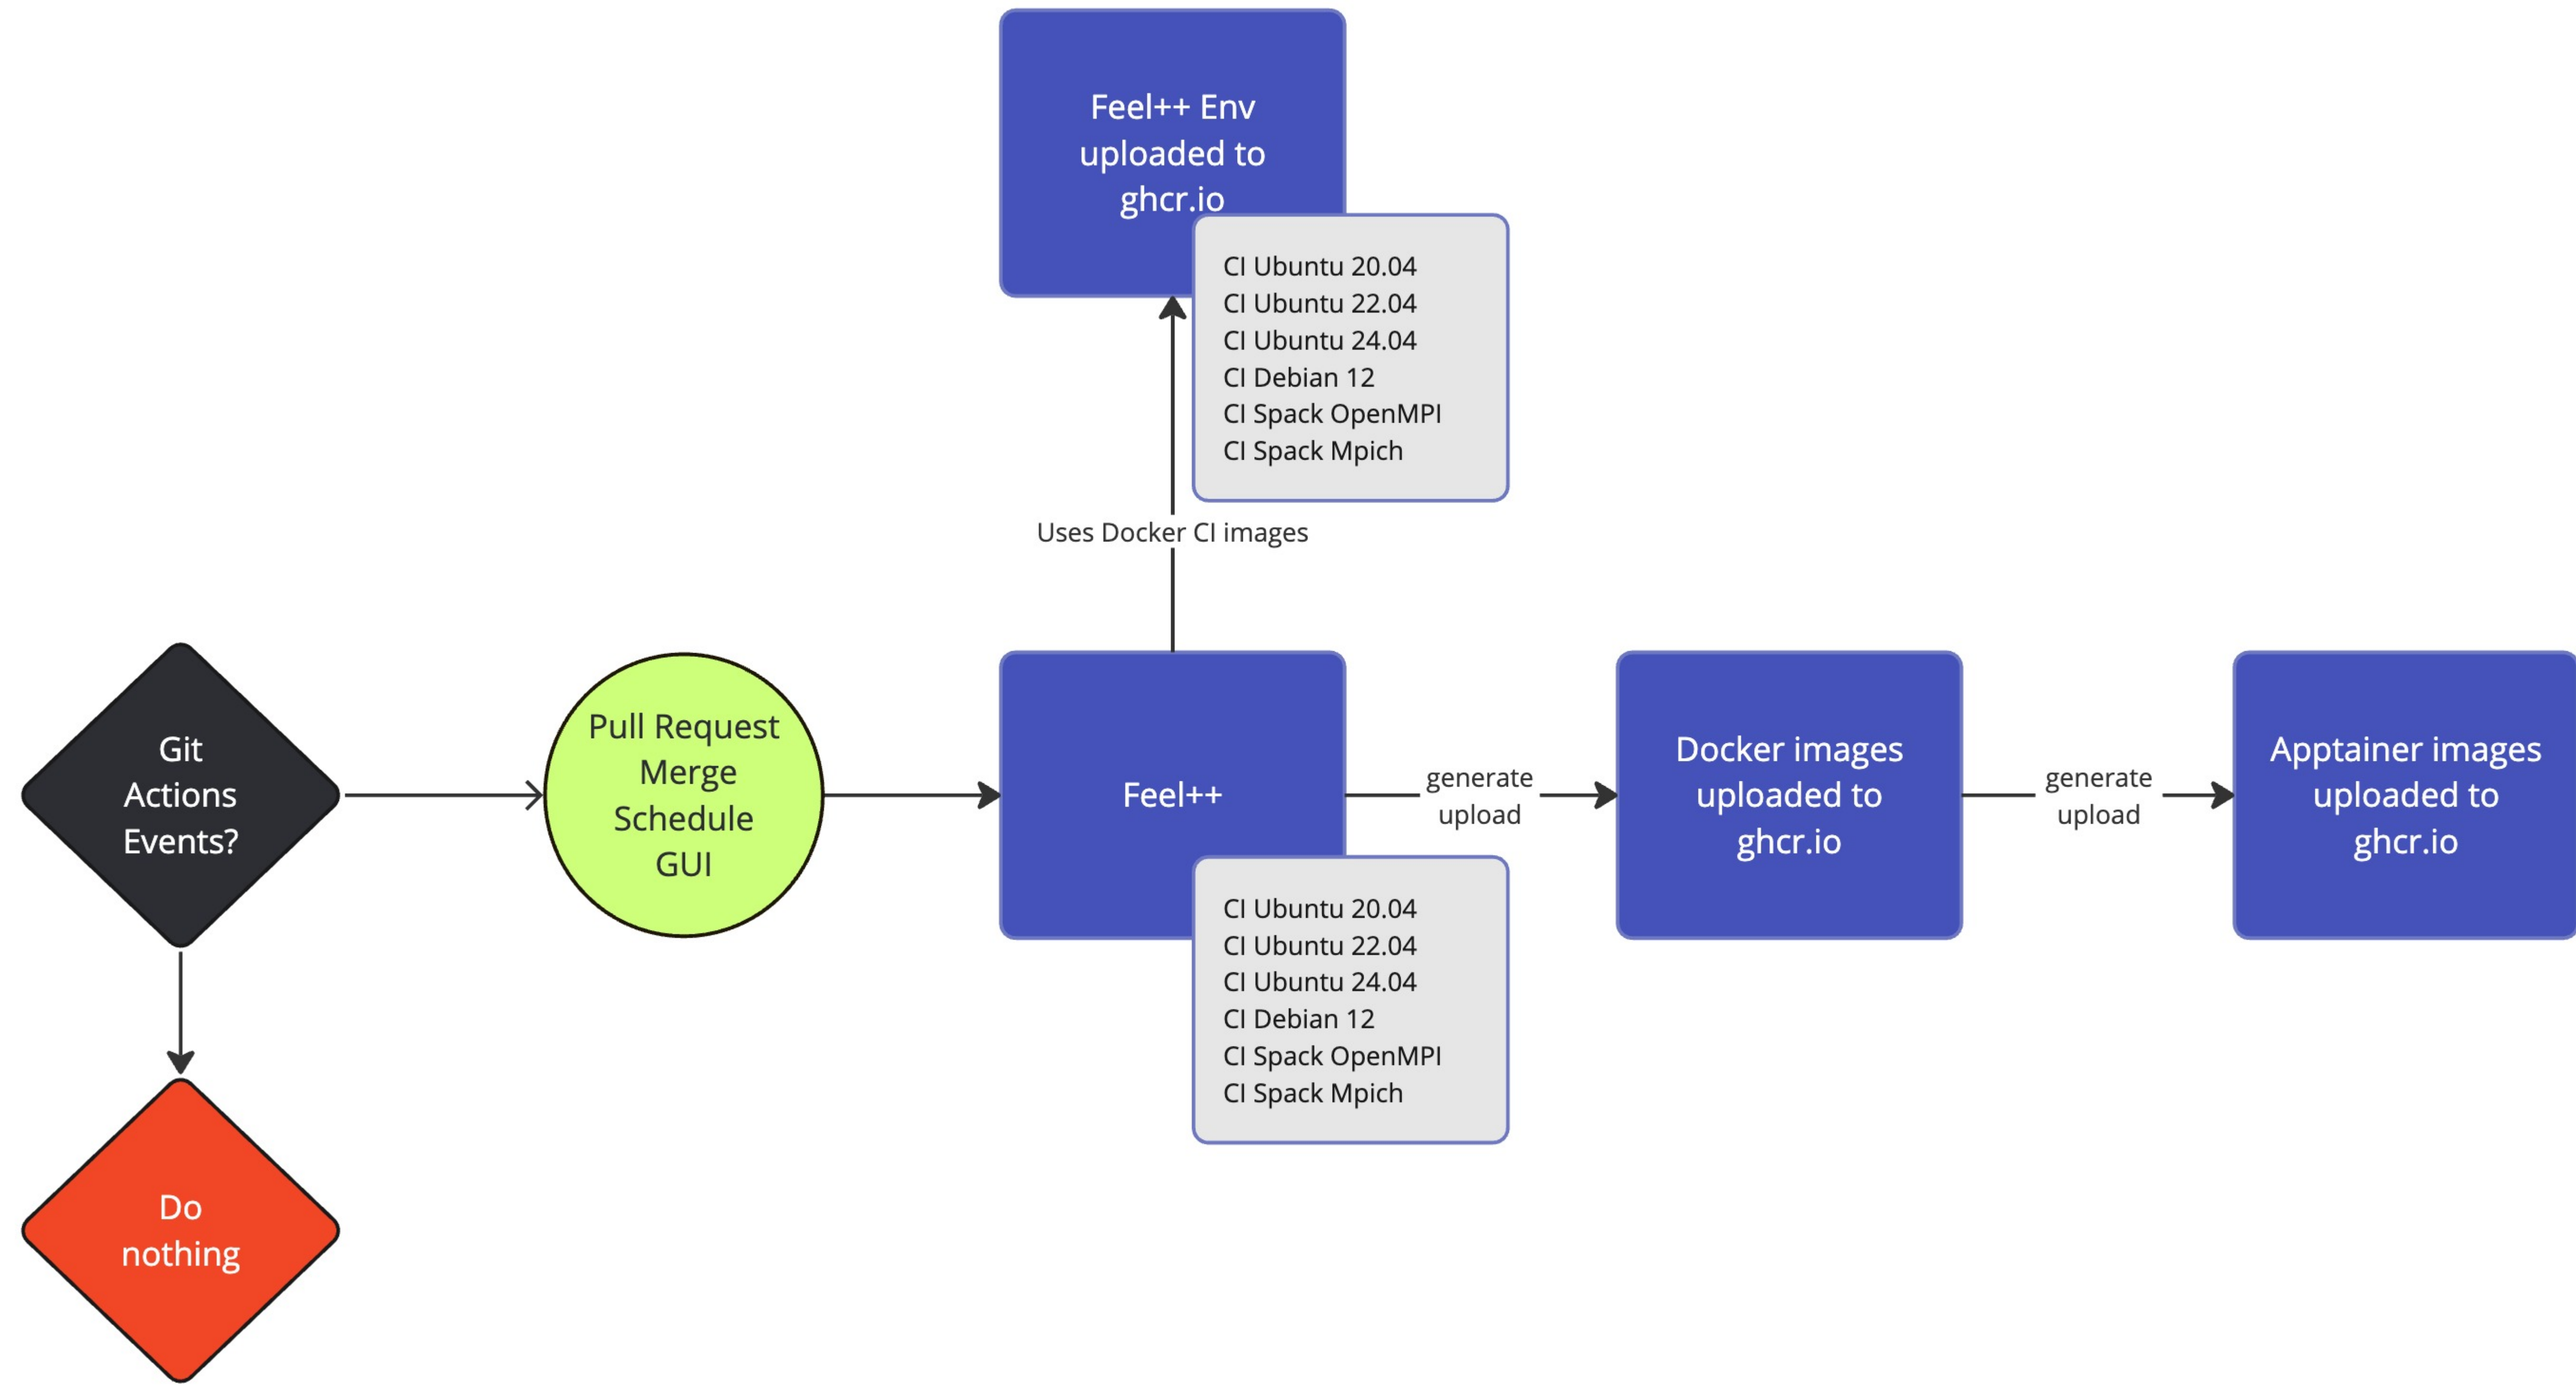 Feel++ Env
uploaded to
ghcr.io
CI Ubuntu 20.04
CI Ubuntu 22.04
CI Ubuntu 24.04
CI Debian 12
CI Spack OpenMPI
CI Spack Mpich
Uses Docker CI images
Git
Actions
Events?
Pull Request
Merge
Schedule
GUI
Feel++
generate
upload
Docker images
uploaded to
ghcr.io
generate
upload
Apptainer images
uploaded to
ghcr.io
CI Ubuntu 20.04
CI Ubuntu 22.04
CI Ubuntu 24.04
CI Debian 12
CI Spack OpenMPI
CI Spack Mpich
Do
nothing